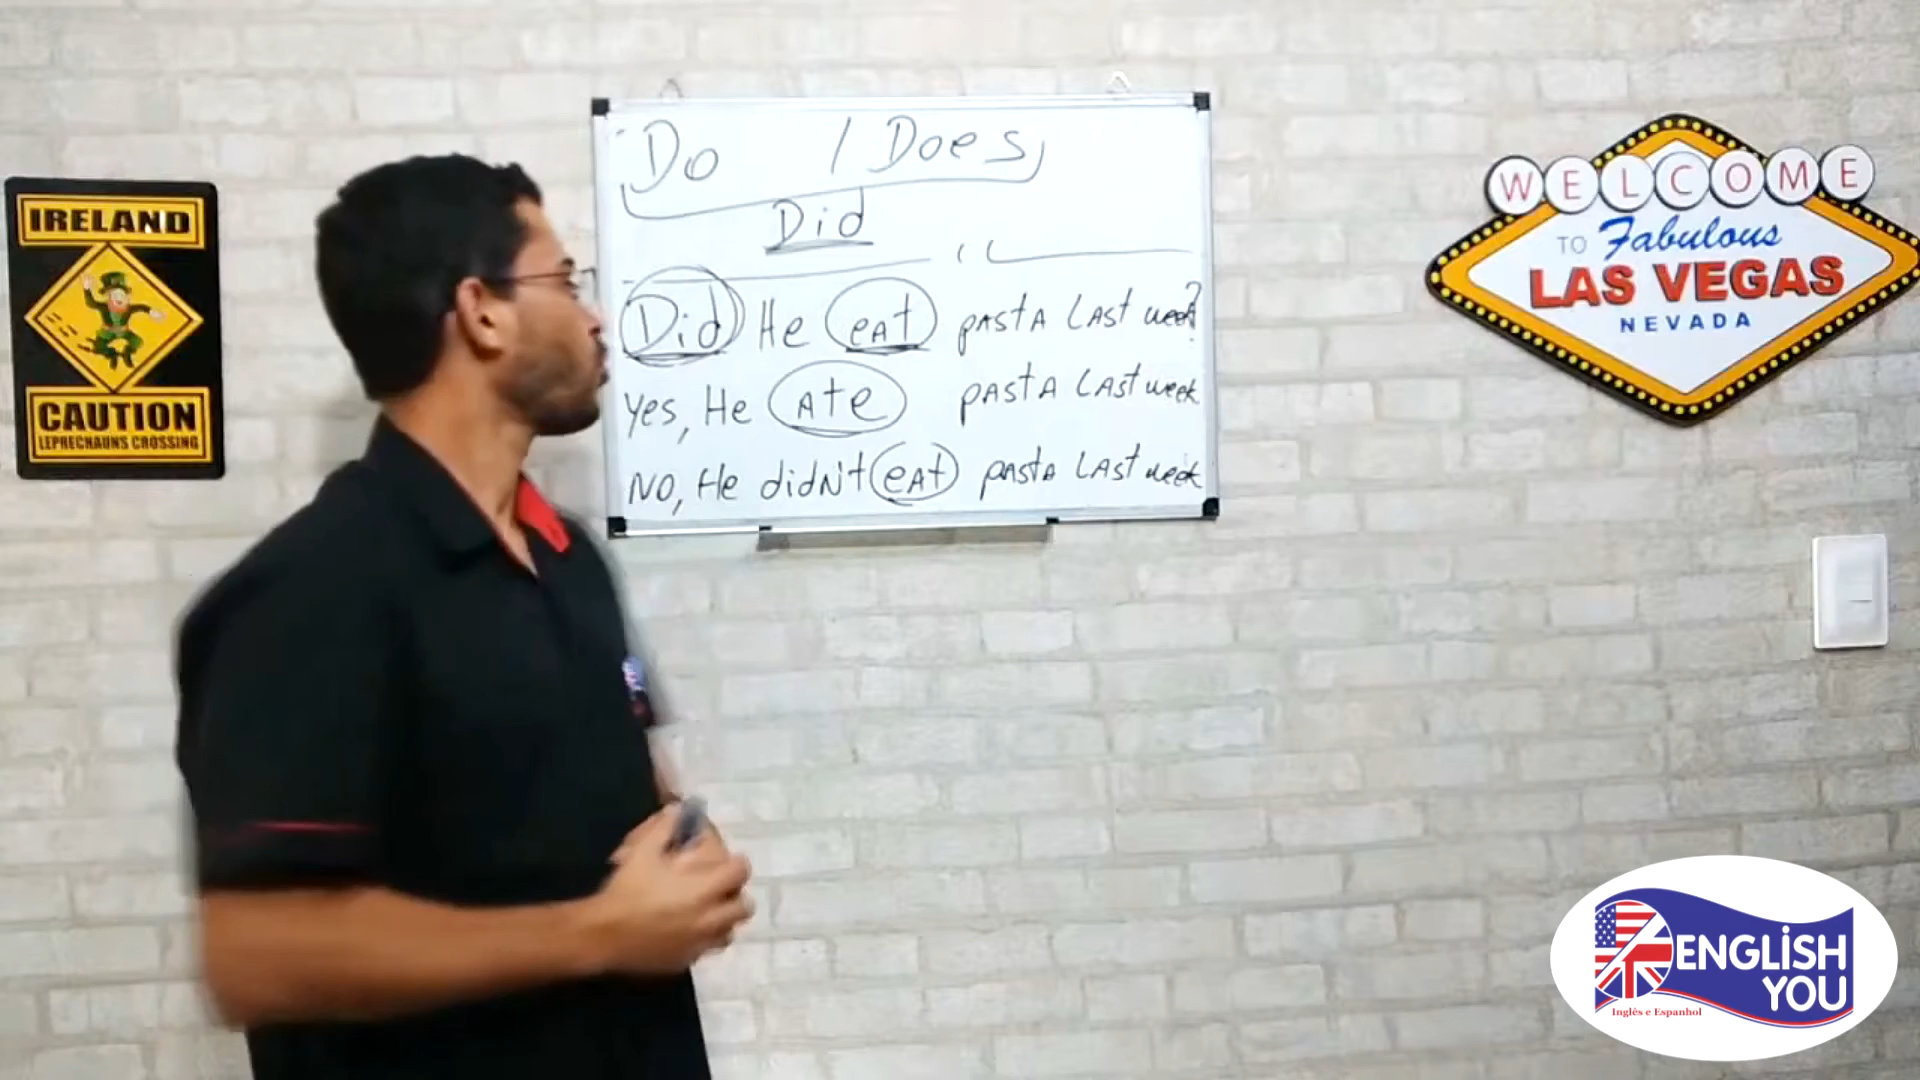 IRELAND
CAUTION
LEPRECHAUNS CROSSING
Do / Does
Did
Did He eAt pAstA LAst week?
Yes, He Ate pAstA LAst week
NO, He didN't eAt pAstA LAst week
WELCOME
TO Fabulous
LAS VEGAS
NEVADA
ENGLiSH
YOU
Inglês e Espanhol